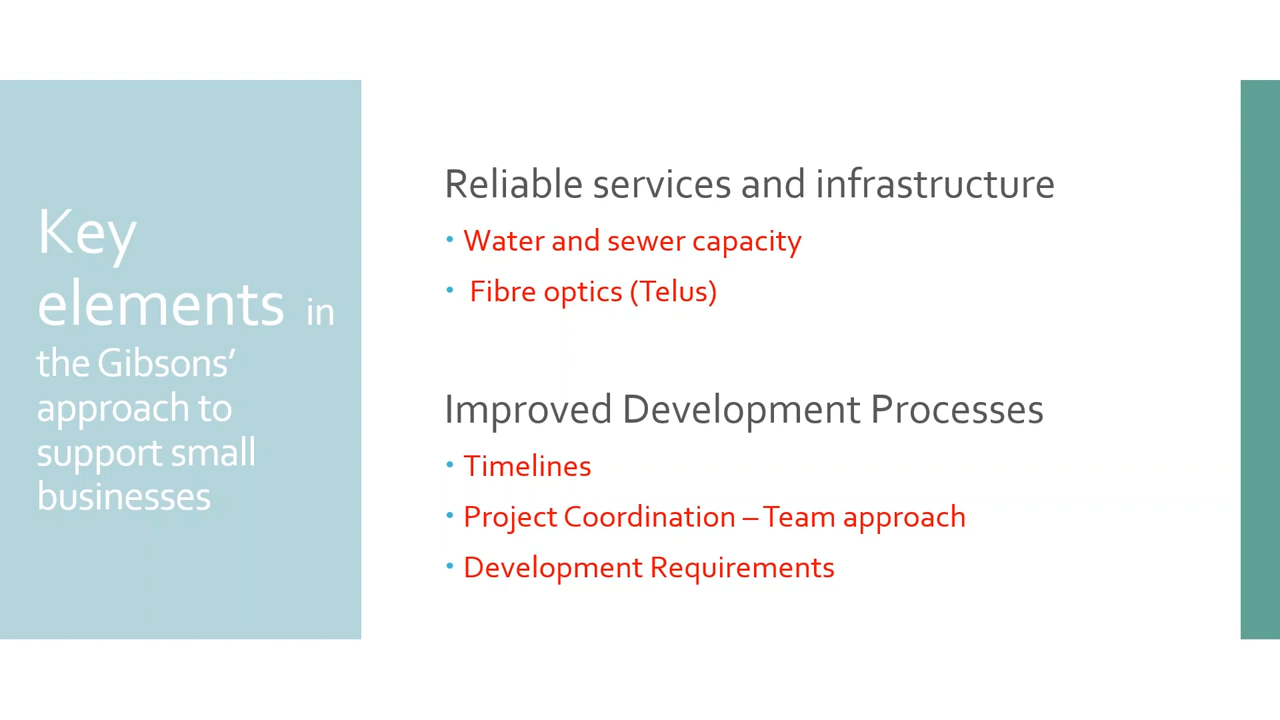 Key
elements in
the Gibsons’
approach to
support small
businesses
Reliable services and infrastructure
• Water and sewer capacity
• Fibre optics (Telus)
Improved Development Processes
• Timelines
• Project Coordination – Team approach
• Development Requirements